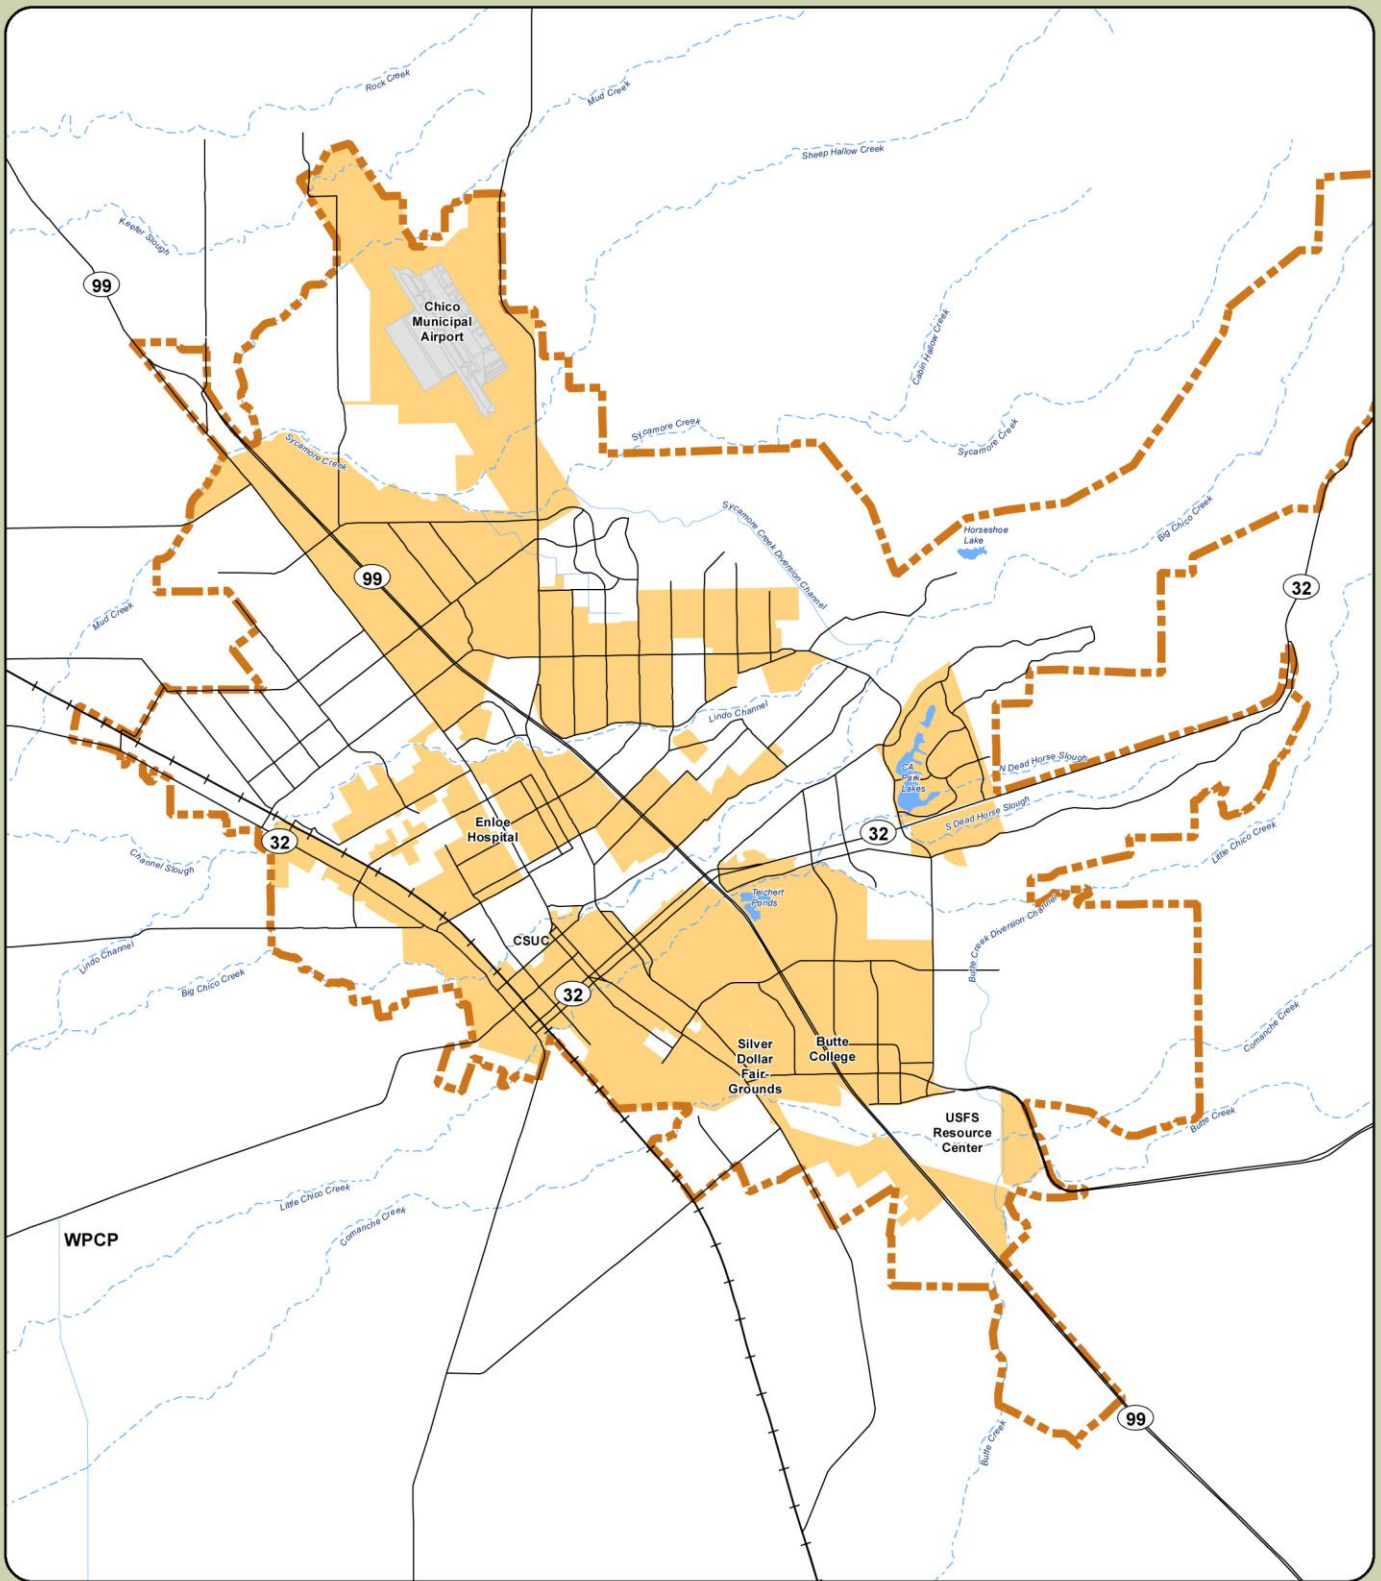 Rock Creek
Mud Creek
Sheep Hallow Creek
Keefer Slough
99
Chico
Municipal
Airport
Cabin Hallow Creek
Sycamore Creek
Sycamore Creek
Sycamore Creek
Sycamore Creek Diversion Channel
Horseshoe
Lake
Big Chico Creek
99
32
Mud Creek
Lindo Channel
CA
Park
Lakes
N Dead Horse Slough
S Dead Horse Slough
Enloe
Hospital
32
32
Little Chico Creek
Channel Slough
Teichert
Ponds
Butte Creek Diversion Channel
CSUC
Lindo Channel
Big Chico Creek
32
Comanche Creek
Silver
Dollar
Fair-
Grounds
Butte
College
USFS
Resource
Center
Butte Creek
Little Chico Creek
Comanche Creek
WPCP
99
Butte Creek